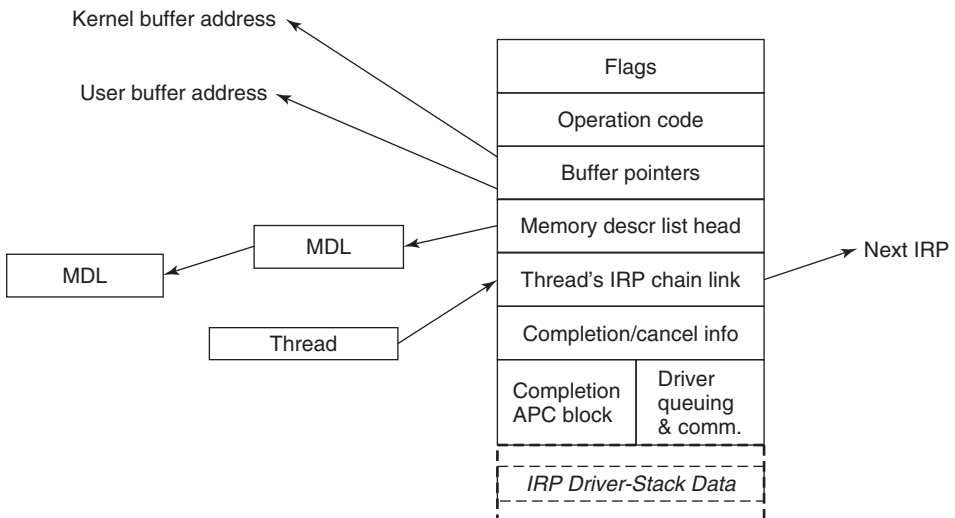 Kernel buffer address
User buffer address
Flags
Operation code
Buffer pointers
Memory descr list head
MDL
MDL
Thread's IRP chain link
Next IRP
Thread
Completion/cancel info
Completion
APC block
Driver
queuing
& comm.
IRP Driver-Stack Data